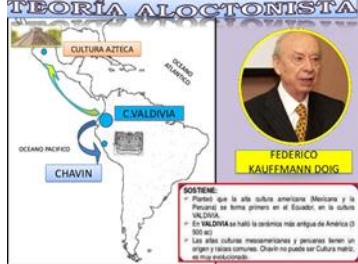 TEORÍA ALOCTONISTA
CULTURA AZTECA
OCEANO
ATLANTICO
C.VALDIVIA
OCEANO PACIFICO
CHAVIN
FEDERICO
KAUFFMANN DOIG
SOSTIENE:
Planteó que la alta cultura americana (Mexicana y la
Peruana) se forma primero en el Ecuador, en la cultura
VALDIVIA.
En VALDIVIA se halló la cerámica más antigua de América (3
500 ac)
Las altas culturas mesoamericanas y peruanas tienen un
origen y raíces comunes. Chavín no puede ser Cultura matriz,
es muy evolucionado.